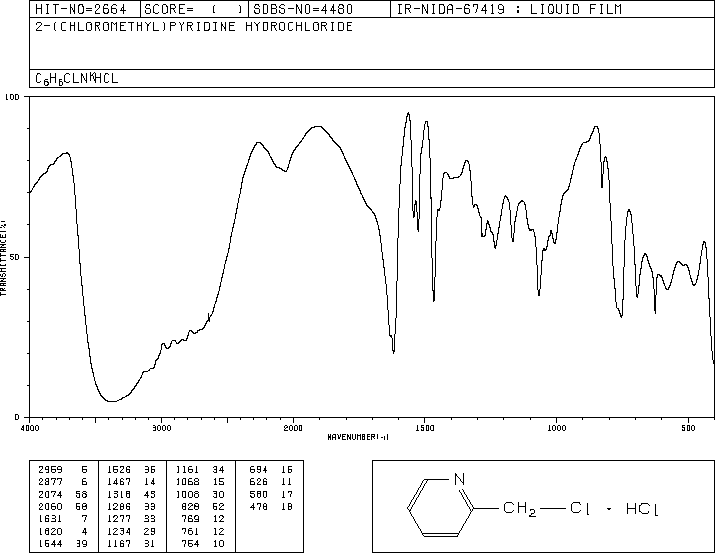 HIT-NO=2664 SCORE= ( ) SDBS-NO=4480 IR-NIDA-67419 : LIQUID FILM
2-(CHLOROMETHYL)PYRIDINE HYDROCHLORIDE
C6H6CLN*HCL
100
50
0
TRANSMITTANCE(%)
4000 3000 2000 1500 1000 500
WAVENUMBER(-1)
2959 5 1526 36 1161 34 694 16
2877 6 1467 14 1068 15 626 11
2074 58 1318 45 1008 30 580 17
2060 58 1286 39 828 52 478 18
1631 7 1277 33 769 12
1620 4 1234 29 761 12
1544 39 1167 31 754 10
N
CH2 Cl · HCl